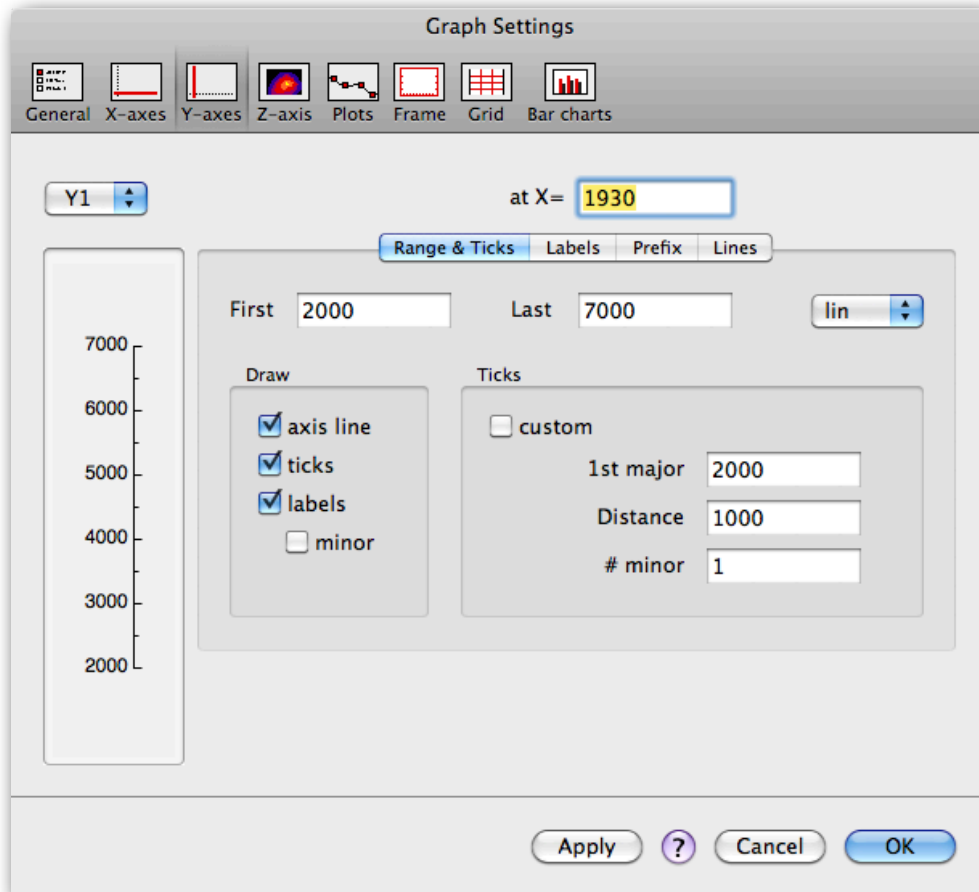 Graph Settings
General X-axes Y-axes Z-axis Plots Frame Grid Bar charts
Y1
at X= 1930
Range & Ticks Labels Prefix Lines
First 2000 Last 7000 lin
7000
6000
5000
4000
3000
2000
Draw
axis line
ticks
labels
minor
Ticks
custom
1st major 2000
Distance 1000
# minor 1
Apply ? Cancel OK